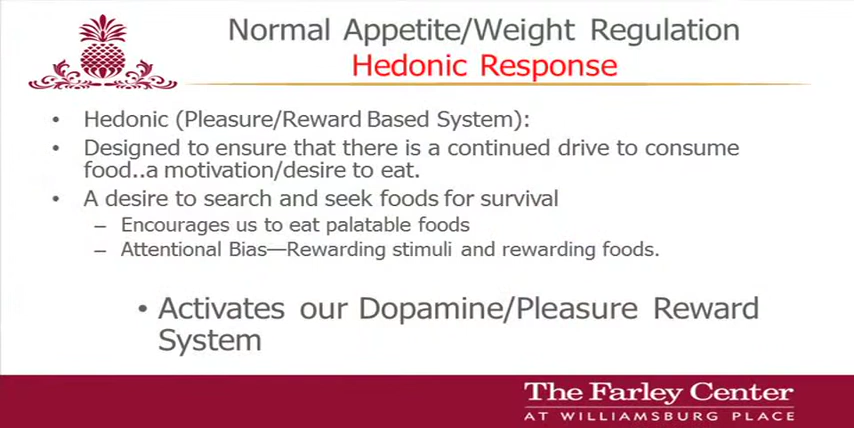 Normal Appetite/Weight Regulation
Hedonic Response
• Hedonic (Pleasure/Reward Based System):
• Designed to ensure that there is a continued drive to consume
food..a motivation/desire to eat.
• A desire to search and seek foods for survival
– Encourages us to eat palatable foods
– Attentional Bias—Rewarding stimuli and rewarding foods.
• Activates our Dopamine/Pleasure Reward
System
The Farley Center
AT WILLIAMSBURG PLACE